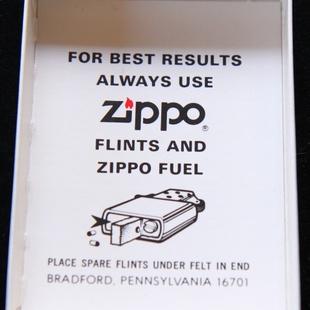 FOR BEST RESULTS
ALWAYS USE
Zippo®
FLINTS AND
ZIPPO FUEL
PLACE SPARE FLINTS UNDER FELT IN END
BRADFORD, PENNSYLVANIA 16701